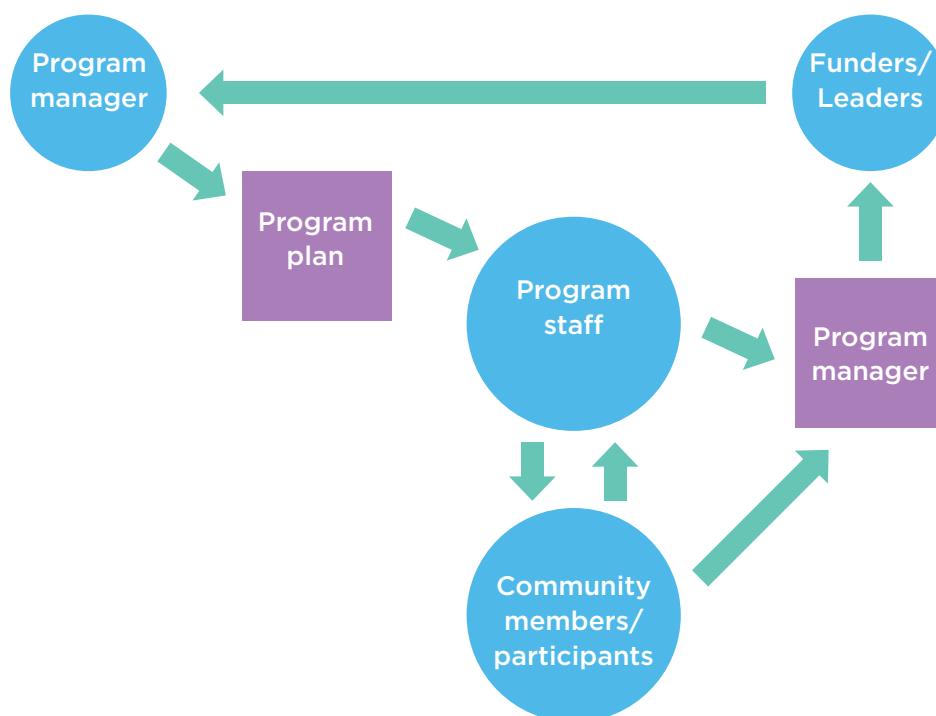 Program
manager
Funders/
Leaders
Program
plan
Program
staff
Program
manager
Community
members/
participants